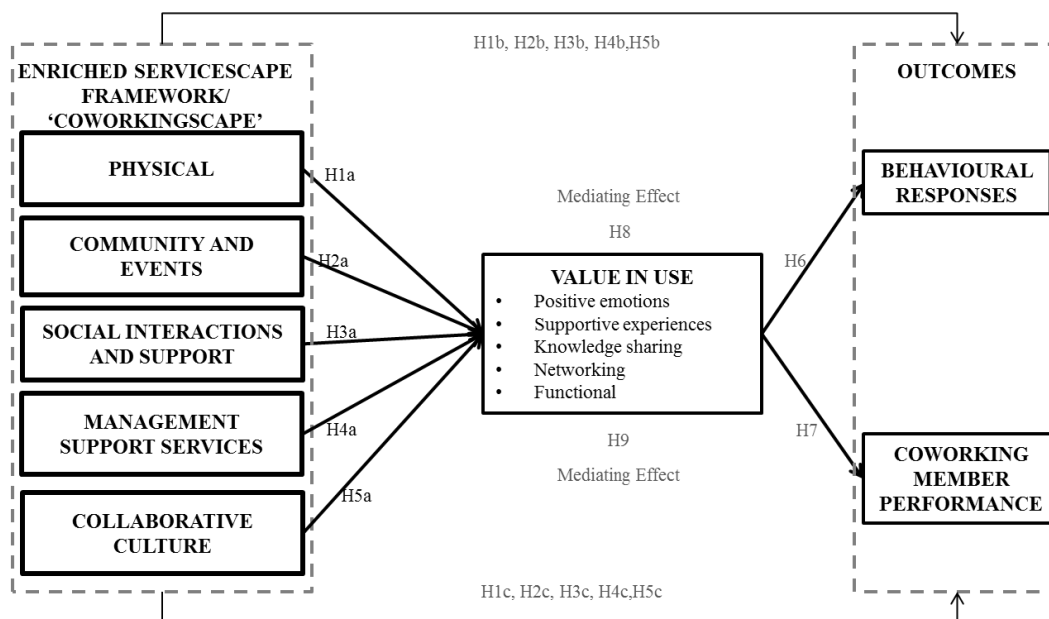 H1b, H2b, H3b, H4b,H5b
ENRICHED SERVICESCAPE
FRAMEWORK/
‘COWORKINGSCAPE’
PHYSICAL
COMMUNITY AND
EVENTS
SOCIAL INTERACTIONS
AND SUPPORT
MANAGEMENT
SUPPORT SERVICES
COLLABORATIVE
CULTURE
H1a
H2a
H3a
H4a
H5a
Mediating Effect
H8
VALUE IN USE
• Positive emotions
• Supportive experiences
• Knowledge sharing
• Networking
• Functional
H9
Mediating Effect
H6
H7
OUTCOMES
BEHAVIOURAL
RESPONSES
COWORKING
MEMBER
PERFORMANCE
H1c, H2c, H3c, H4c,H5c